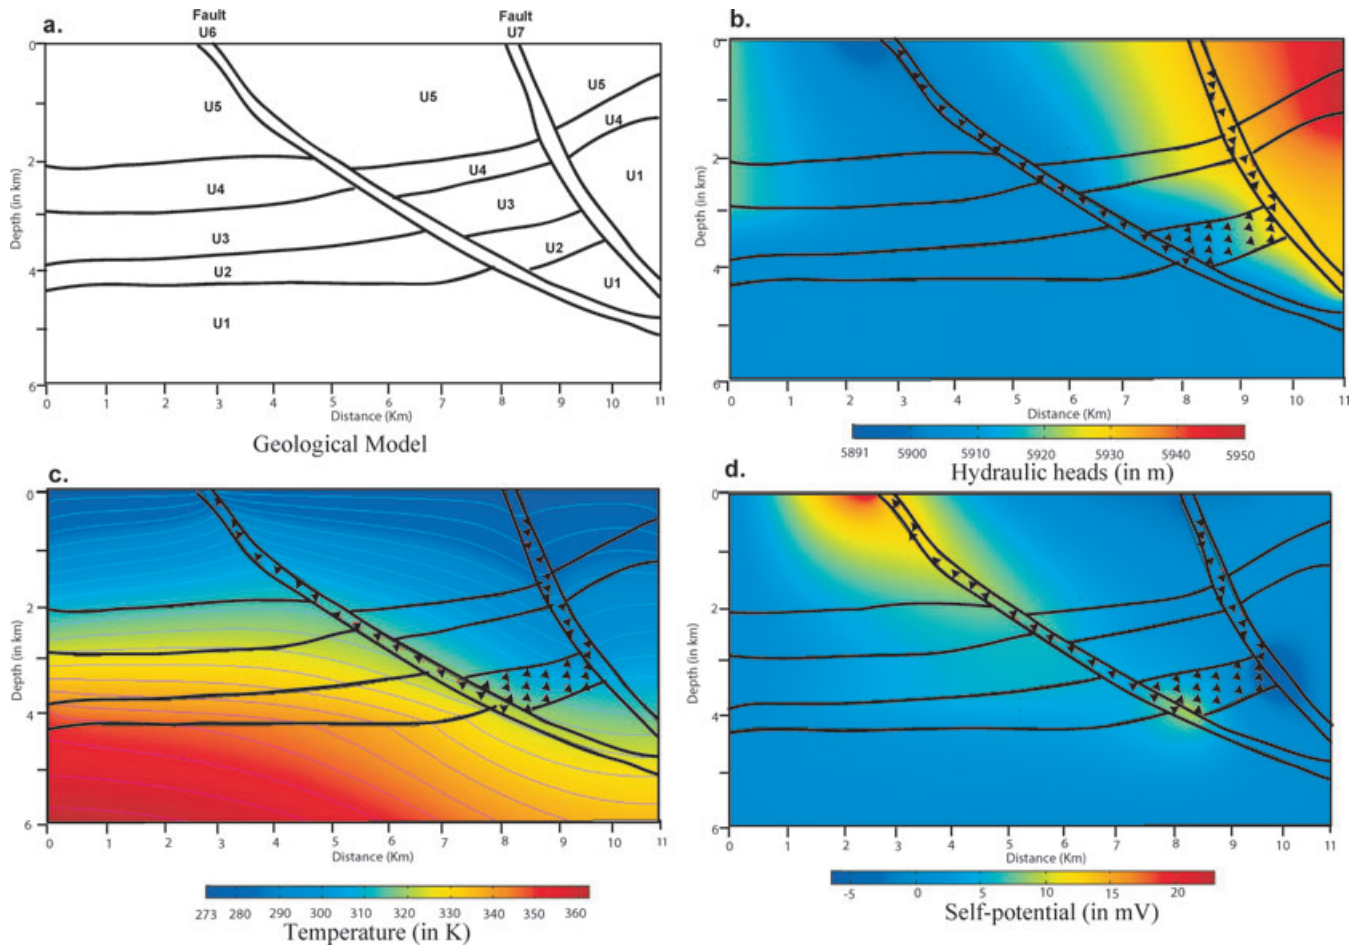 a.
Fault
U6
Fault
U7
U5
U5
U5
U4
U4
U4
U1
U3
U3
U2
U2
U1
U1
0
2
4
6
Depth (in km)
0 1 2 3 4 5 6 7 8 9 10 11
Distance (Km)
Geological Model
b.
0
2
4
6
Depth (in km)
0 1 2 3 4 5 6 7 8 9 10 11
Distance (Km)
5891 5900 5910 5920 5930 5940 5950
Hydraulic heads (in m)
c.
0
2
4
6
Depth (in km)
0 1 2 3 4 5 6 7 8 9 10 11
Distance (Km)
273 280 290 300 310 320 330 340 350 360
Temperature (in K)
d.
0
2
4
6
Depth (in km)
0 1 2 3 4 5 6 7 8 9 10 11
Distance (Km)
-5 0 5 10 15 20
Self-potential (in mV)